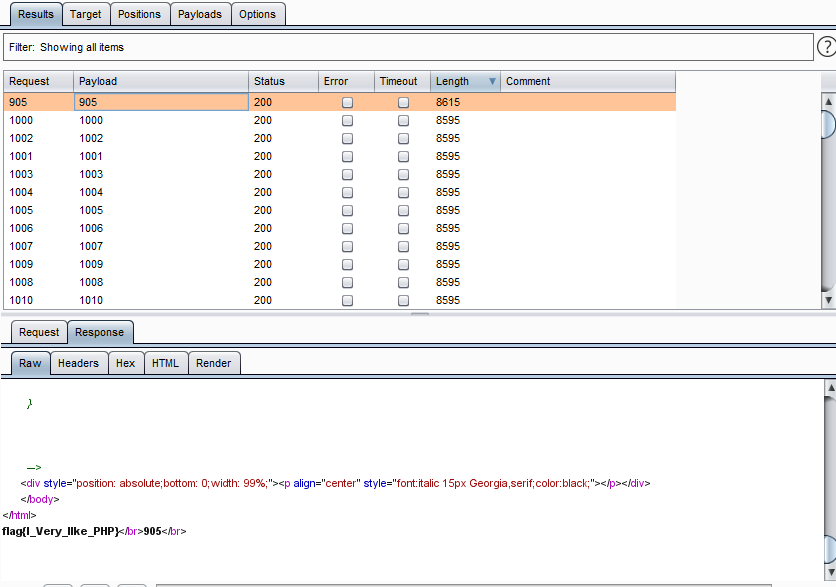 Results Target Positions Payloads Options
Filter: Showing all items
?
Request Payload Status Error Timeout Length Comment
905 905 200 8615
1000 1000 200 8595
1002 1002 200 8595
1001 1001 200 8595
1003 1003 200 8595
1004 1004 200 8595
1005 1005 200 8595
1006 1006 200 8595
1007 1007 200 8595
1009 1009 200 8595
1008 1008 200 8595
1010 1010 200 8595
Request Response
Raw Headers Hex HTML Render
}
-->
<div style="position: absolute;bottom: 0;width: 99%;"><p align="center" style="font:italic 15px Georgia,serif;color:black;"></p></div>
</body>
</html>
flag{I_Very_like_PHP}</br>905</br>